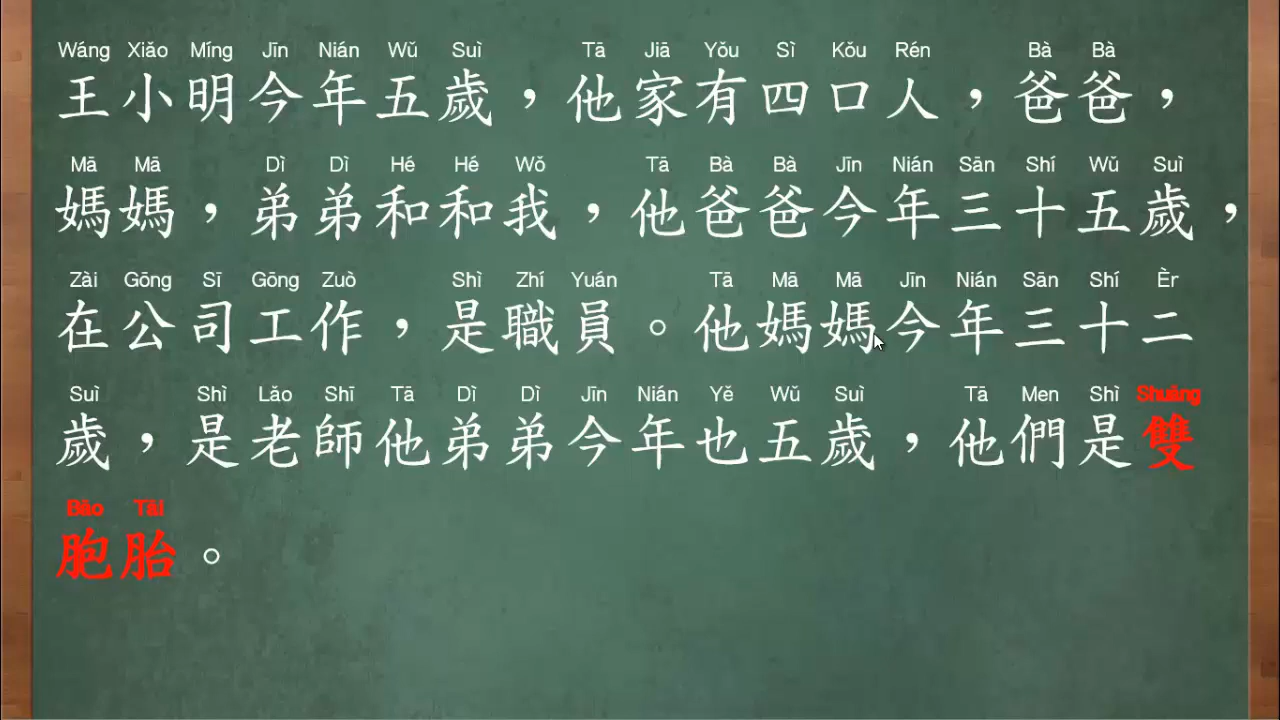 Wáng Xiǎo Míng Jīn Nián Wǔ Suì Tā Jiā Yǒu Sì Kǒu Rén Bà Bà
王小明今年五歲，他家有四口人，爸爸，
Mā Mā Dì Dì Hé Hé Wǒ Tā Bà Bà Jīn Nián Sān Shí Wǔ Suì
媽媽，弟弟和和我，他爸爸今年三十五歲，
Zài Gōng Sī Gōng Zuò Shì Zhí Yuán Tā Mā Mā Jīn Nián Sān Shí Èr
在公司工作，是職員。他媽媽今年三十二
Suì Shì Lǎo Shī Tā Dì Dì Jīn Nián Yě Wǔ Suì Tā Men Shì Shuāng
歲，是老師他弟弟今年也五歲，他們是雙
Bāo Tāi
胞胎。